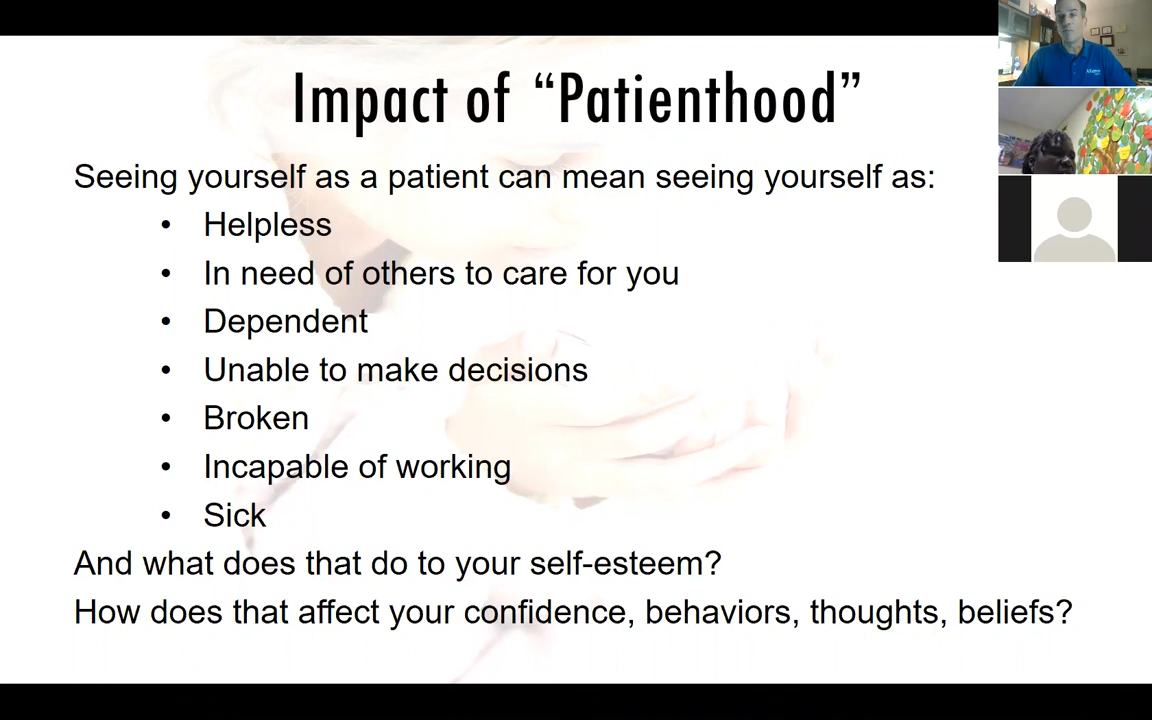 Impact of “Patienthood”
Seeing yourself as a patient can mean seeing yourself as:
• Helpless
• In need of others to care for you
• Dependent
• Unable to make decisions
• Broken
• Incapable of working
• Sick
And what does that do to your self-esteem?
How does that affect your confidence, behaviors, thoughts, beliefs?